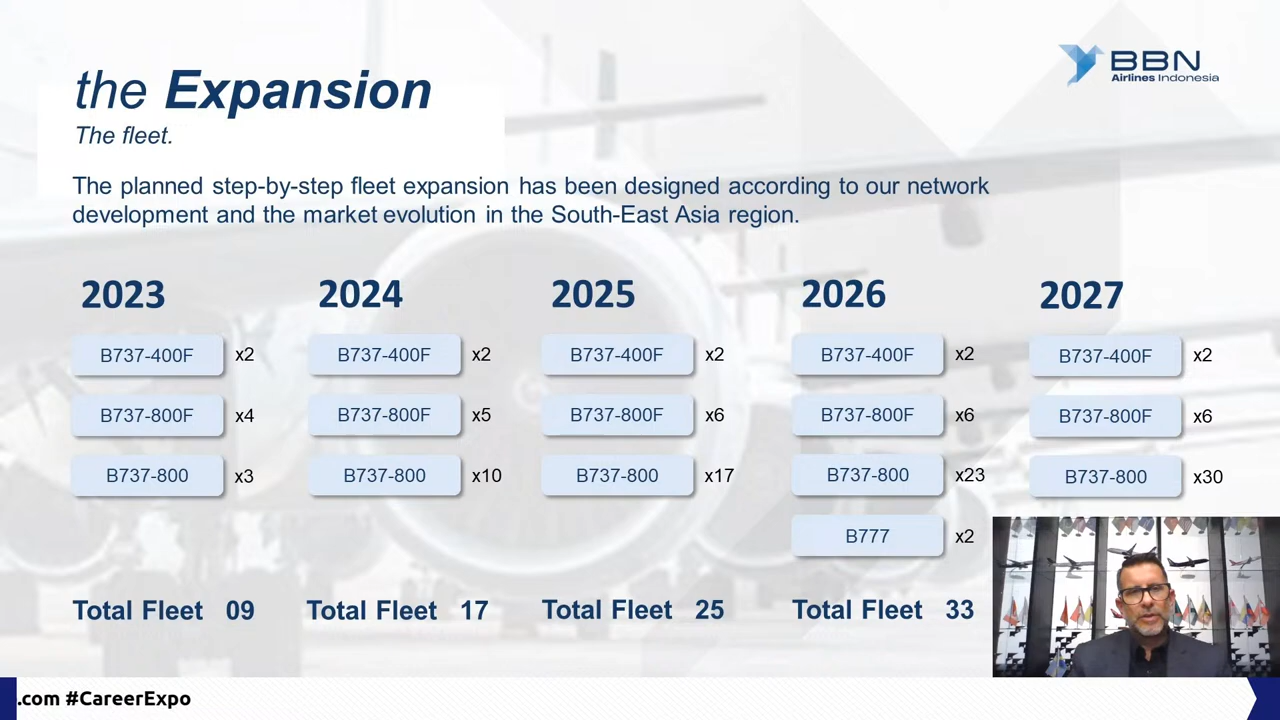 the Expansion
The fleet.
BBN
Airlines Indonesia
The planned step-by-step fleet expansion has been designed according to our network
development and the market evolution in the South-East Asia region.
2023
B737-400F x2
B737-800F x4
B737-800 x3
Total Fleet 09
2024
B737-400F x2
B737-800F x5
B737-800 x10
Total Fleet 17
2025
B737-400F x2
B737-800F x6
B737-800 x17
Total Fleet 25
2026
B737-400F x2
B737-800F x6
B737-800 x23
B777 x2
Total Fleet 33
2027
B737-400F x2
B737-800F x6
B737-800 x30
.com #CareerExpo